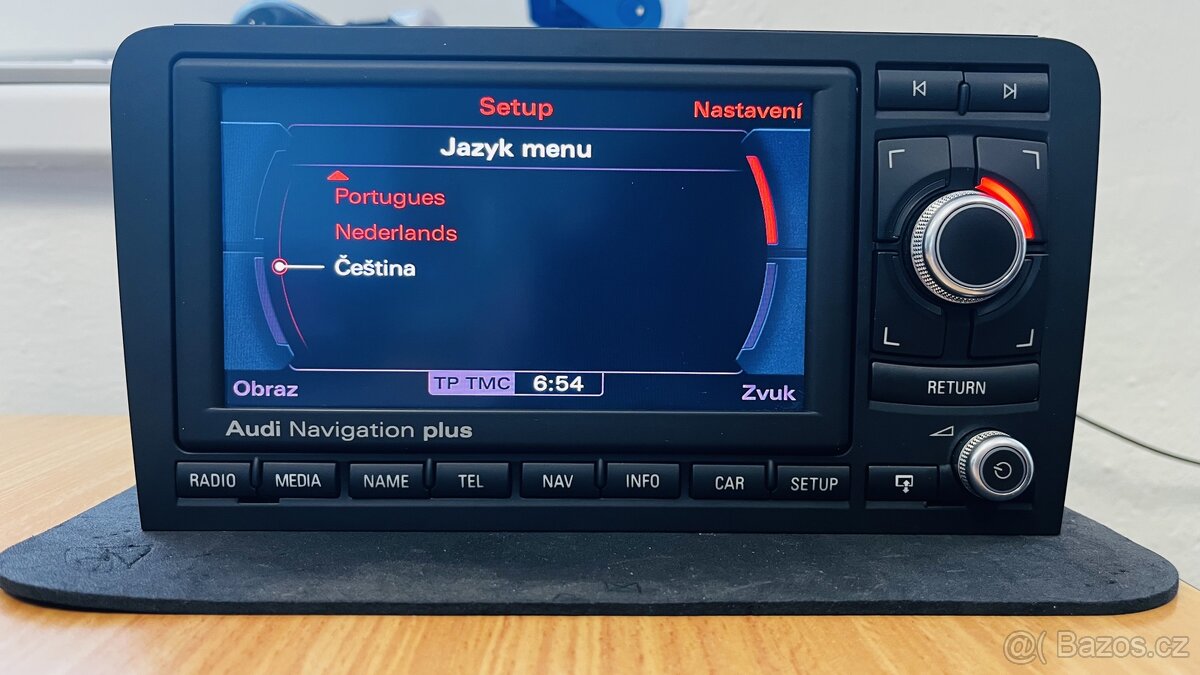 Setup
Nastavení
Jazyk menu
Portugues
Nederlands
Čeština
Obraz
TP TMC 6:54
Zvuk
Audi Navigation plus
RETURN
RADIO MEDIA NAME TEL NAV INFO CAR SETUP
@( Bazos.cz